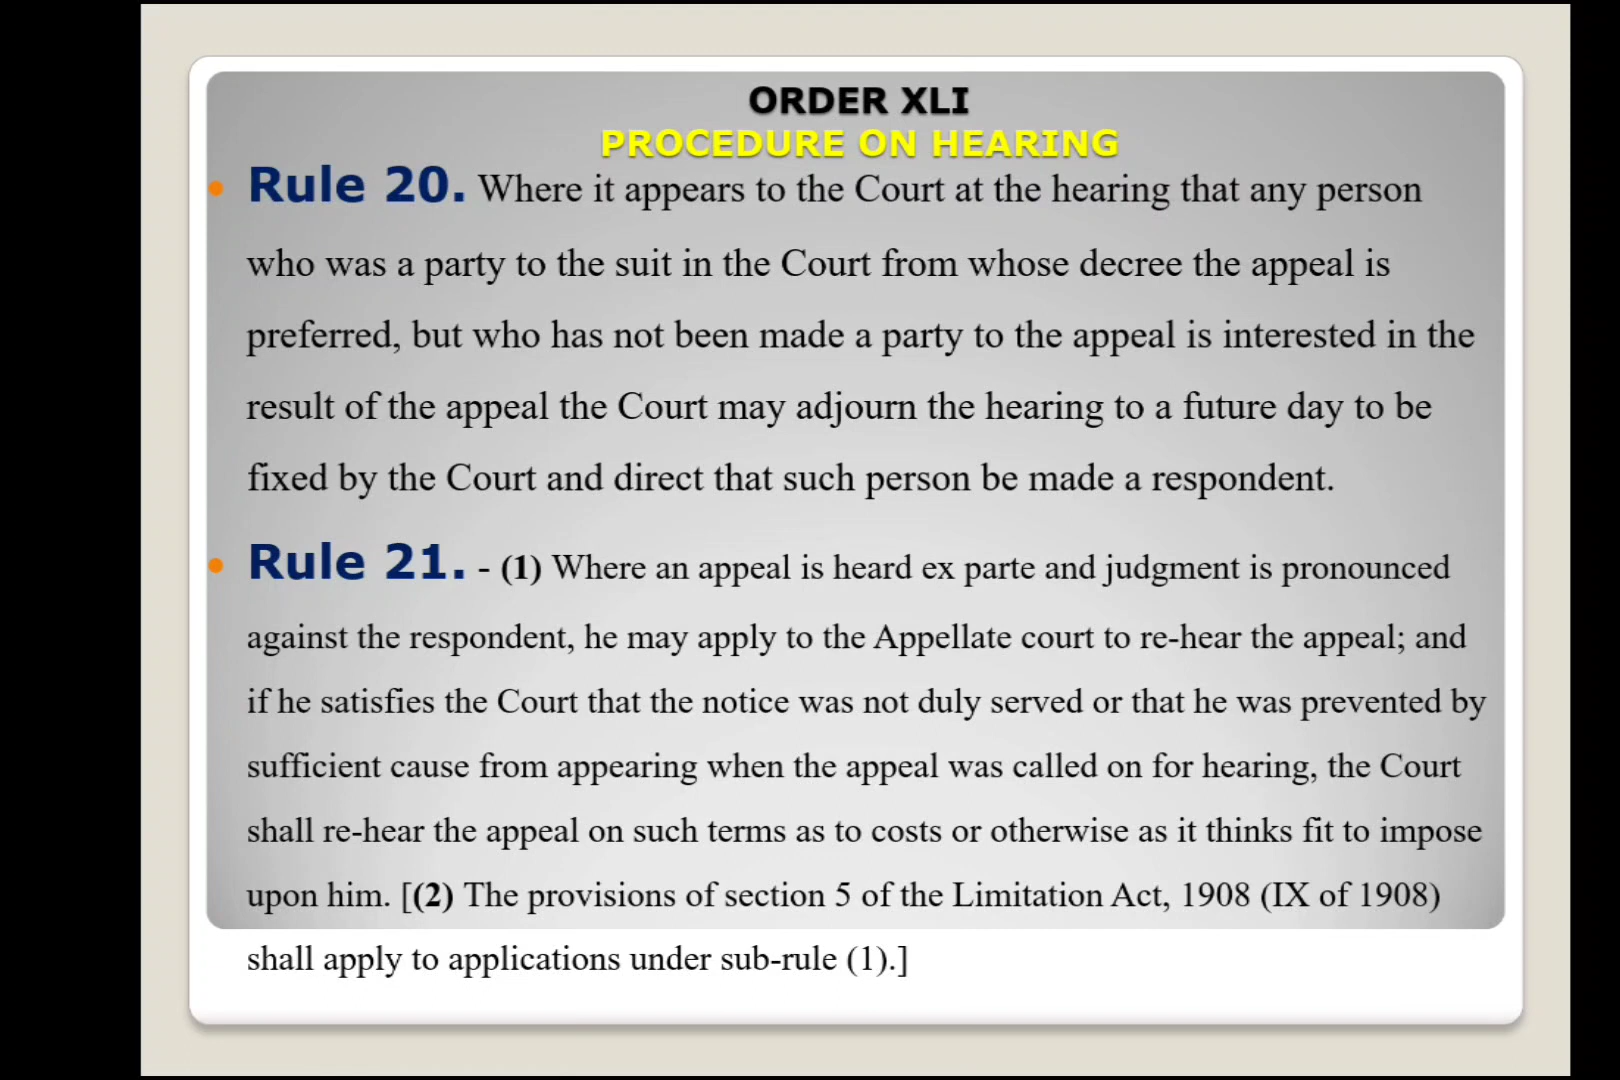 ORDER XLI
PROCEDURE ON HEARING
• Rule 20. Where it appears to the Court at the hearing that any person
who was a party to the suit in the Court from whose decree the appeal is
preferred, but who has not been made a party to the appeal is interested in the
result of the appeal the Court may adjourn the hearing to a future day to be
fixed by the Court and direct that such person be made a respondent.
• Rule 21. - (1) Where an appeal is heard ex parte and judgment is pronounced
against the respondent, he may apply to the Appellate court to re-hear the appeal; and
if he satisfies the Court that the notice was not duly served or that he was prevented by
sufficient cause from appearing when the appeal was called on for hearing, the Court
shall re-hear the appeal on such terms as to costs or otherwise as it thinks fit to impose
upon him. [(2) The provisions of section 5 of the Limitation Act, 1908 (IX of 1908)
shall apply to applications under sub-rule (1).]